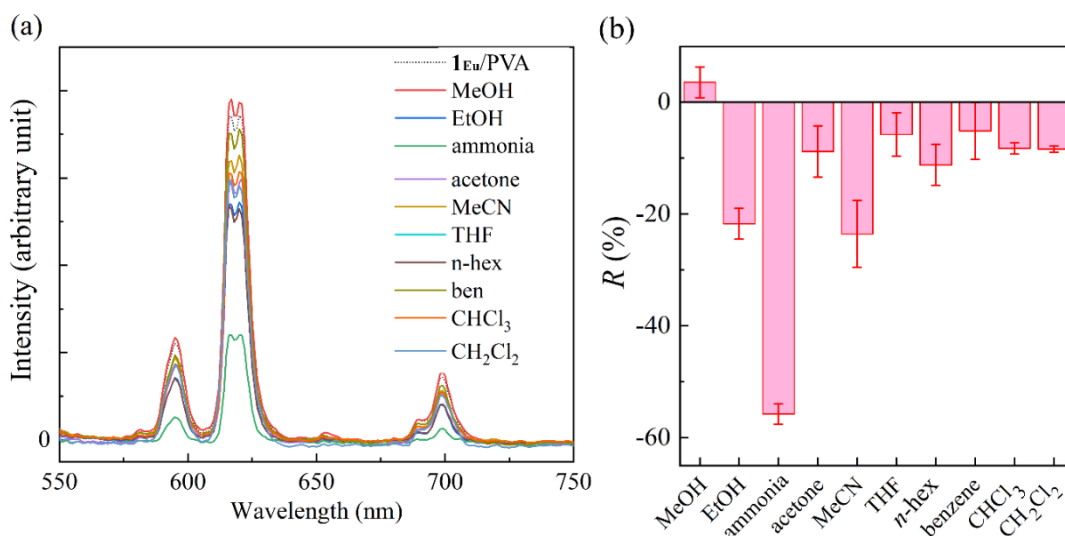 (a)
Intensity (arbitrary unit)
0
1Eu/PVA
MeOH
EtOH
ammonia
acetone
MeCN
THF
n-hex
ben
CHCl3
CH2Cl2
550 600 650 700 750
Wavelength (nm)
(b)
R (%)
0
-20
-40
-60
MeOH
EtOH
ammonia
acetone
MeCN
THF
n-hex
benzene
CHCl3
CH2Cl2